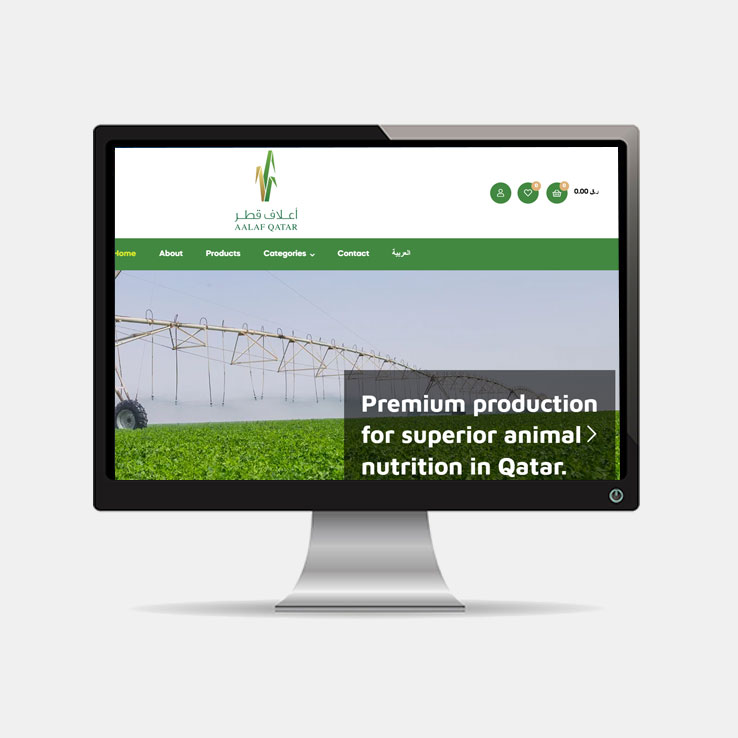 أعلاف قطر
AALAF QATAR
0
0
0.00 ر.ق
Home
About
Products
Categories
Contact
العربية
Premium production
for superior animal
nutrition in Qatar.